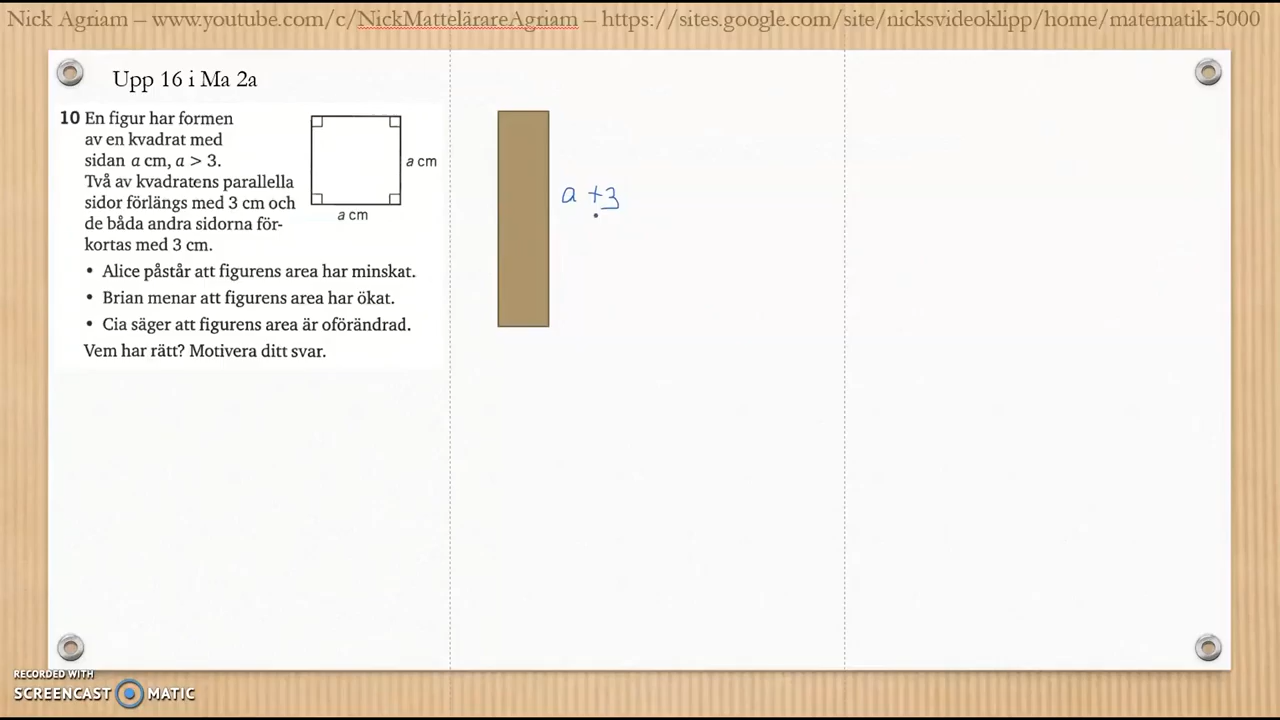 Nick Agriam – www.youtube.com/c/NickMattelärareAgriam – https://sites.google.com/site/nicksvideoklipp/home/matematik-5000
Upp 16 i Ma 2a
10 En figur har formen
av en kvadrat med
sidan a cm, a > 3.
Två av kvadratens parallella
sidor förlängs med 3 cm och
de båda andra sidorna för-
kortas med 3 cm.
a cm
a cm
• Alice påstår att figurens area har minskat.
• Brian menar att figurens area har ökat.
• Cia säger att figurens area är oförändrad.
Vem har rätt? Motivera ditt svar.
a +3
RECORDED WITH
SCREENCAST MATIC